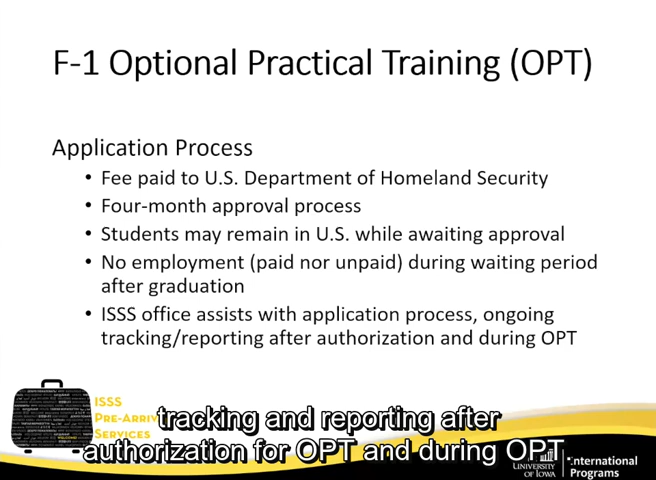 F-1 Optional Practical Training (OPT)
Application Process
• Fee paid to U.S. Department of Homeland Security
• Four-month approval process
• Students may remain in U.S. while awaiting approval
• No employment (paid nor unpaid) during waiting period
after graduation
• ISSS office assists with application process, ongoing
tracking/reporting after authorization and during OPT
ISSS
PRE-ARRIV
SERVICES
tracking and reporting after
authorization for OPT and during OPT
UNIVERSITY
OF IOWA
International
Programs